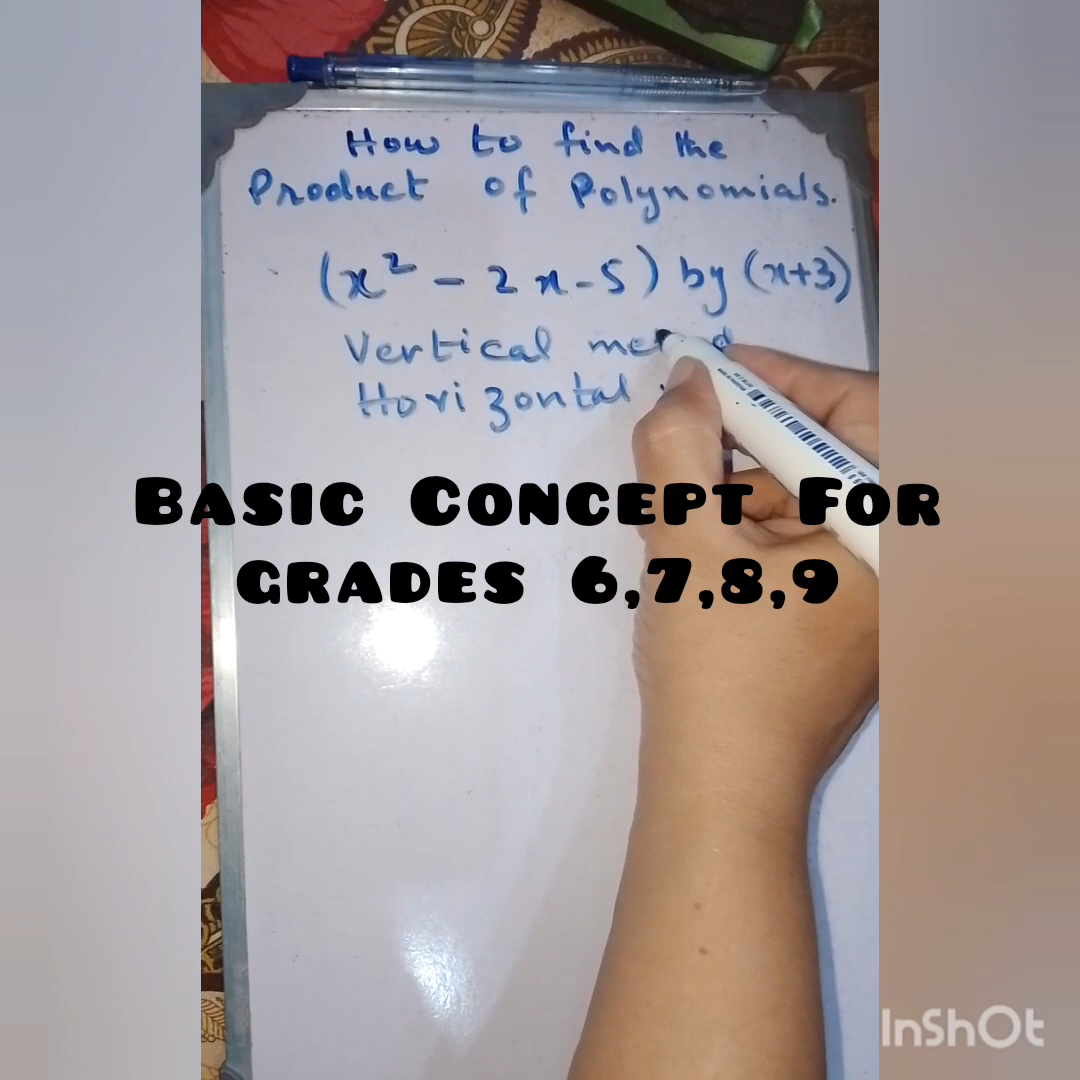 How to find the
Product of Polynomials.
(x² - 2x-5) by (x+3)
Vertical
Horizontal
BASIC CONCEPT FOR
GRADES 6,7,8,9
InShOt